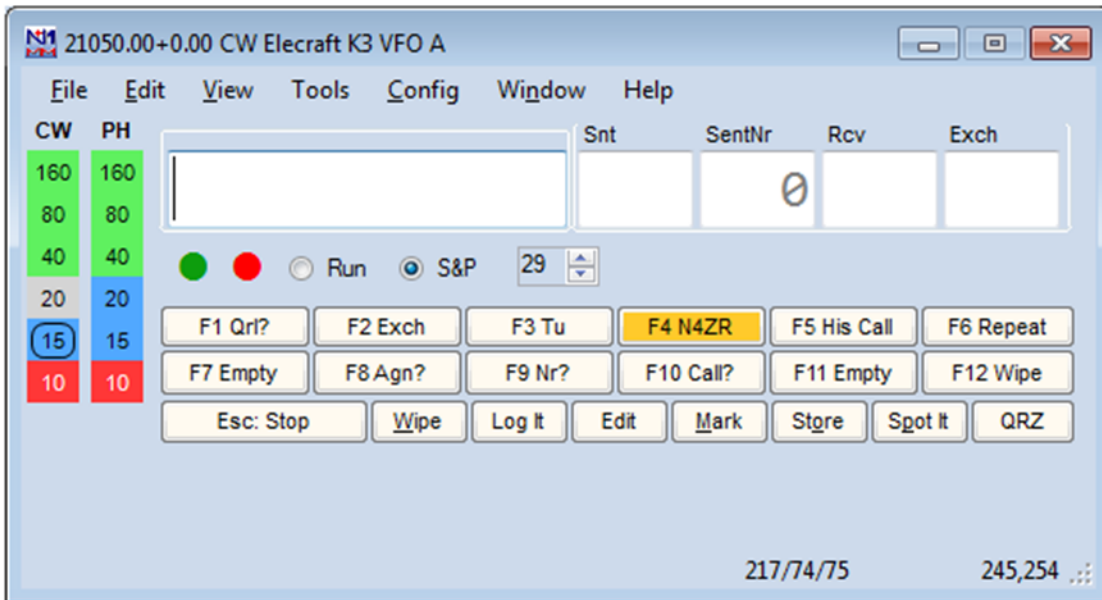 N1MM 21050.00+0.00 CW Elecraft K3 VFO A
File Edit View Tools Config Window Help
CW PH Snt SentNr Rcv Exch
160 160
80 80 0
40 40 Run S&P 29
20 20
15 15 F1 Qrl? F2 Exch F3 Tu F4 N4ZR F5 His Call F6 Repeat
10 10 F7 Empty F8 Agn? F9 Nr? F10 Call? F11 Empty F12 Wipe
Esc: Stop Wipe Log It Edit Mark Store Spot It QRZ
217/74/75 245,254